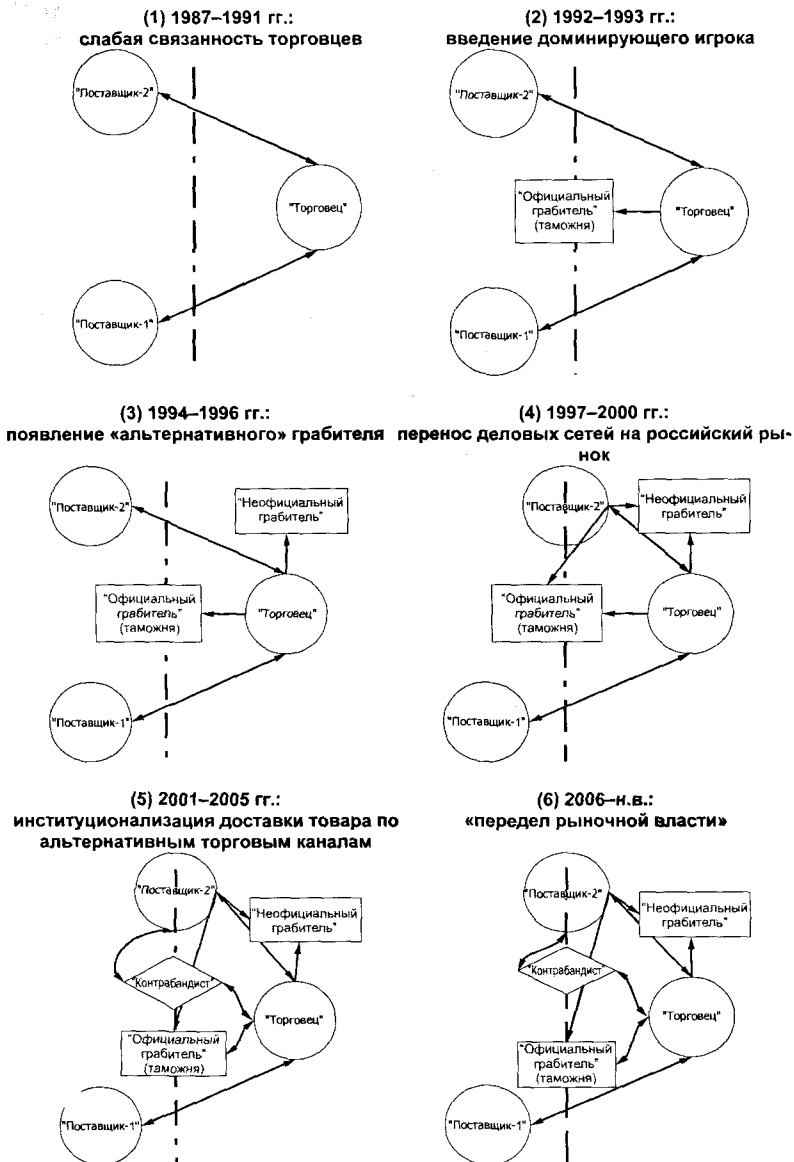 (1) 1987–1991 гг.:
слабая связанность торговцев
"Поставщик-2"
"Торговец"
"Поставщик-1"
(2) 1992–1993 гг.:
введение доминирующего игрока
"Поставщик-2"
"Официальный
грабитель"
(таможня)
"Торговец"
"Поставщик-1"
(3) 1994–1996 гг.:
появление «альтернативного» грабителя
"Поставщик-2"
"Неофициальный
грабитель"
"Официальный
грабитель"
(таможня)
"Торговец"
"Поставщик-1"
(4) 1997–2000 гг.:
перенос деловых сетей на российский ры-
нок
"Поставщик-2"
"Неофициальный
грабитель"
"Официальный
грабитель"
(таможня)
"Торговец"
"Поставщик-1"
(5) 2001–2005 гг.:
институционализация доставки товара по
альтернативным торговым каналам
"Поставщик-2"
"Неофициальный
грабитель"
"Контрабандист"
"Торговец"
"Официальный
грабитель"
(таможня)
"Поставщик-1"
(6) 2006–н.в.:
«передел рыночной власти»
"Поставщик-2"
"Неофициальный
грабитель"
"Контрабандист"
"Торговец"
"Официальный
грабитель"
(таможня)
"Поставщик-1"